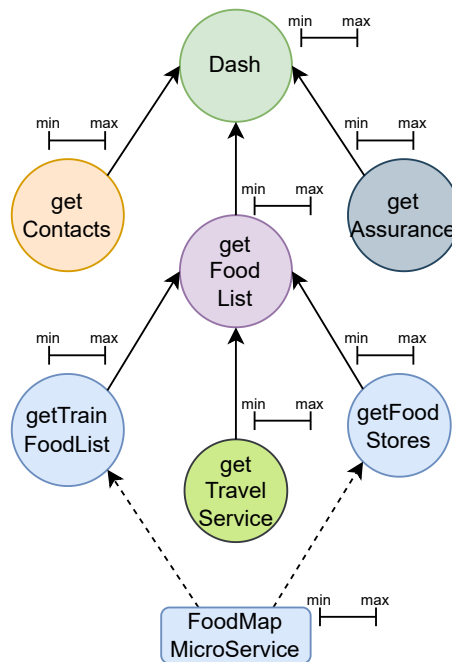 min max
Dash
min max
min max
get
Contacts
min max
get
Assurance
get
Food
List
min max
min max
getTrain
FoodList
min max
getFood
Stores
get
Travel
Service
min max
FoodMap
MicroService